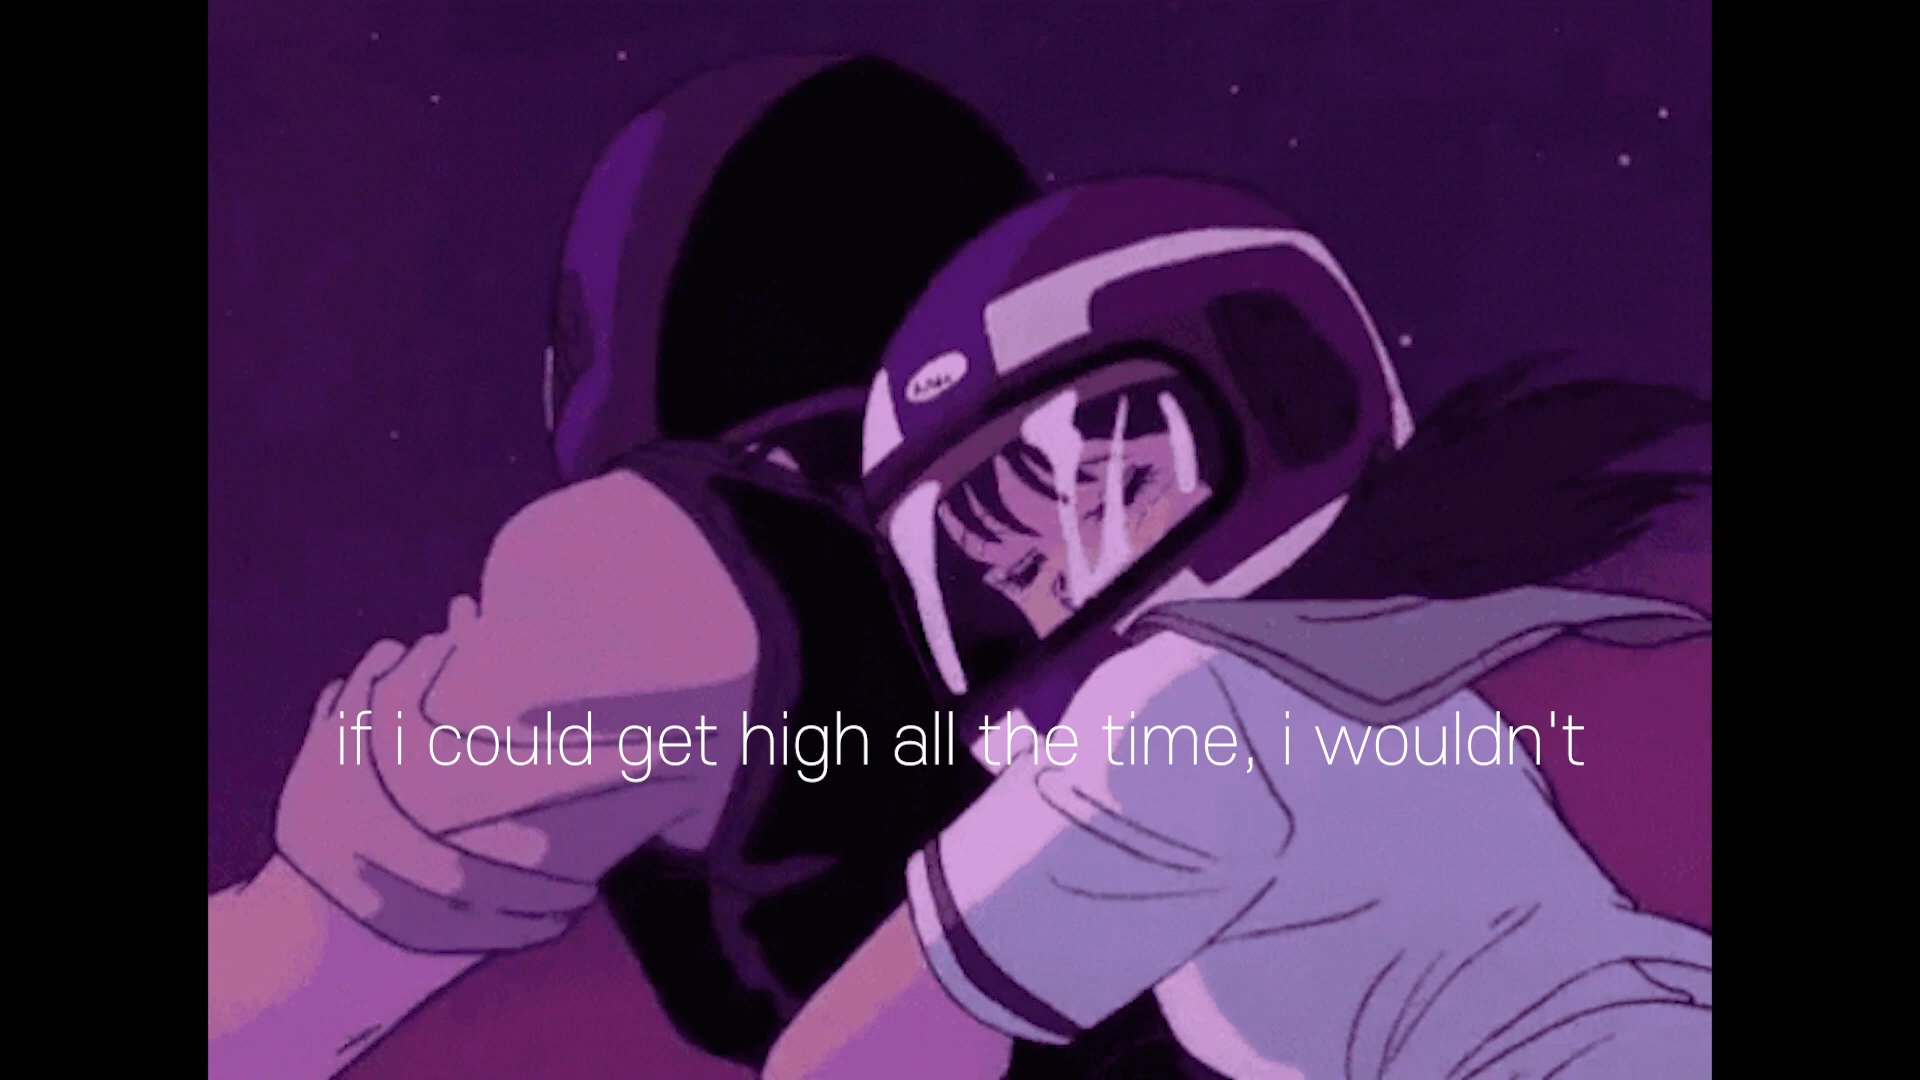 if i could get high all the time, i wouldn't